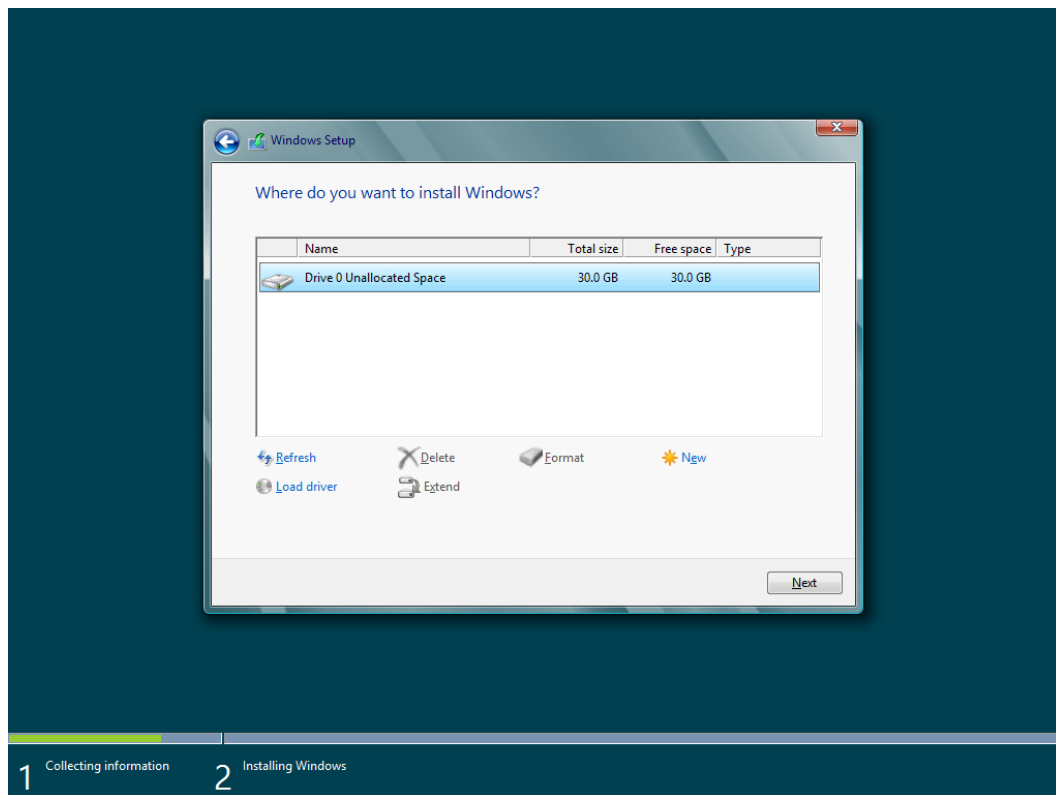 Windows Setup
Where do you want to install Windows?
Name Total size Free space Type
Drive 0 Unallocated Space 30.0 GB 30.0 GB
Refresh Delete Format New
Load driver Extend
Next
1 Collecting information 2 Installing Windows